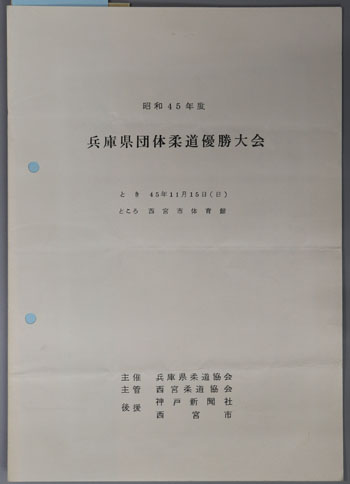 昭和45年度
兵庫県団体柔道優勝大会
とき 45年11月15日(日)
ところ 西宮市体育館
主催 兵庫県柔道協会
主管 西宮柔道協会
後援 神戸新聞社
西宮市